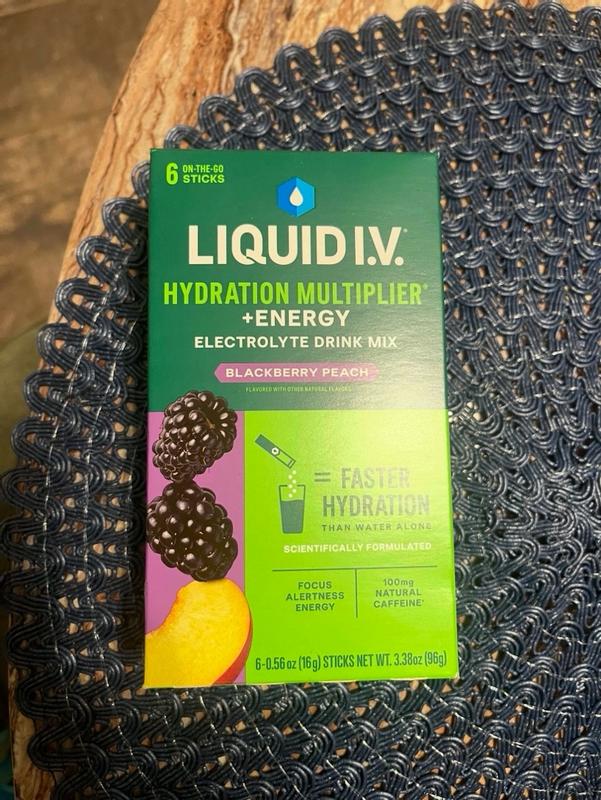 6 ON-THE-GO
STICKS
LIQUID I.V.®
HYDRATION MULTIPLIER®
+ENERGY
ELECTROLYTE DRINK MIX
BLACKBERRY PEACH
FLAVORED WITH OTHER NATURAL FLAVORS
= FASTER
HYDRATION
THAN WATER ALONE
SCIENTIFICALLY FORMULATED
FOCUS
ALERTNESS
ENERGY
100mg
NATURAL
CAFFEINE*
6-0.56 oz (16g) STICKS NET WT. 3.38oz (96g)